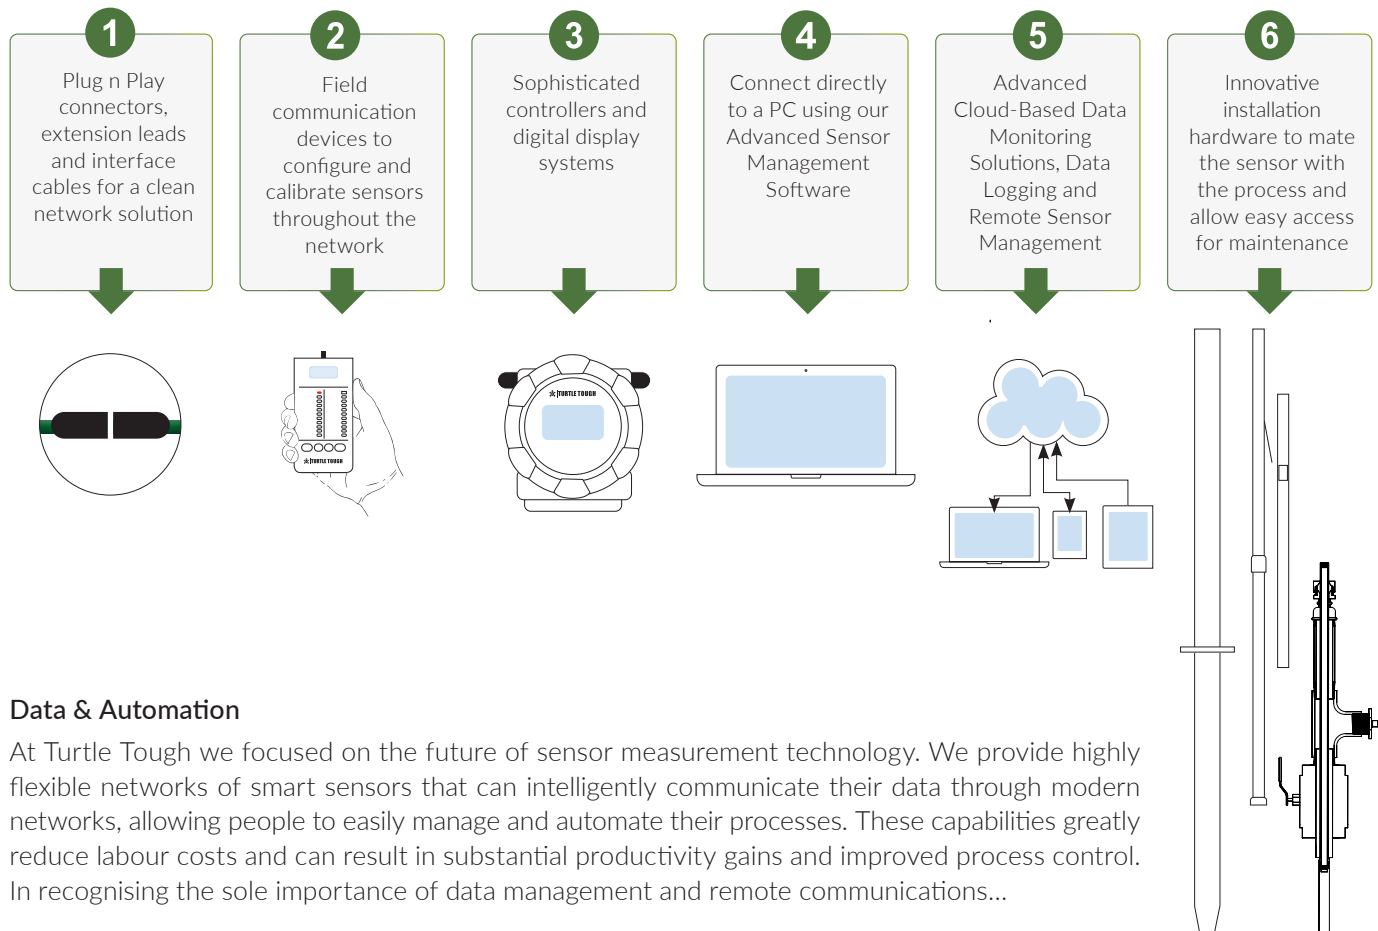 1
Plug n Play
connectors,
extension leads
and interface
cables for a clean
network solution
2
Field
communication
devices to
configure and
calibrate sensors
throughout the
network
3
Sophisticated
controllers and
digital display
systems
4
Connect directly
to a PC using our
Advanced Sensor
Management
Software
5
Advanced
Cloud-Based Data
Monitoring
Solutions, Data
Logging and
Remote Sensor
Management
6
Innovative
installation
hardware to mate
the sensor with
the process and
allow easy access
for maintenance
TURTLE TOUGH
TURTLE TOUGH
Data & Automation
At Turtle Tough we focused on the future of sensor measurement technology. We provide highly
flexible networks of smart sensors that can intelligently communicate their data through modern
networks, allowing people to easily manage and automate their processes. These capabilities greatly
reduce labour costs and can result in substantial productivity gains and improved process control.
In recognising the sole importance of data management and remote communications...